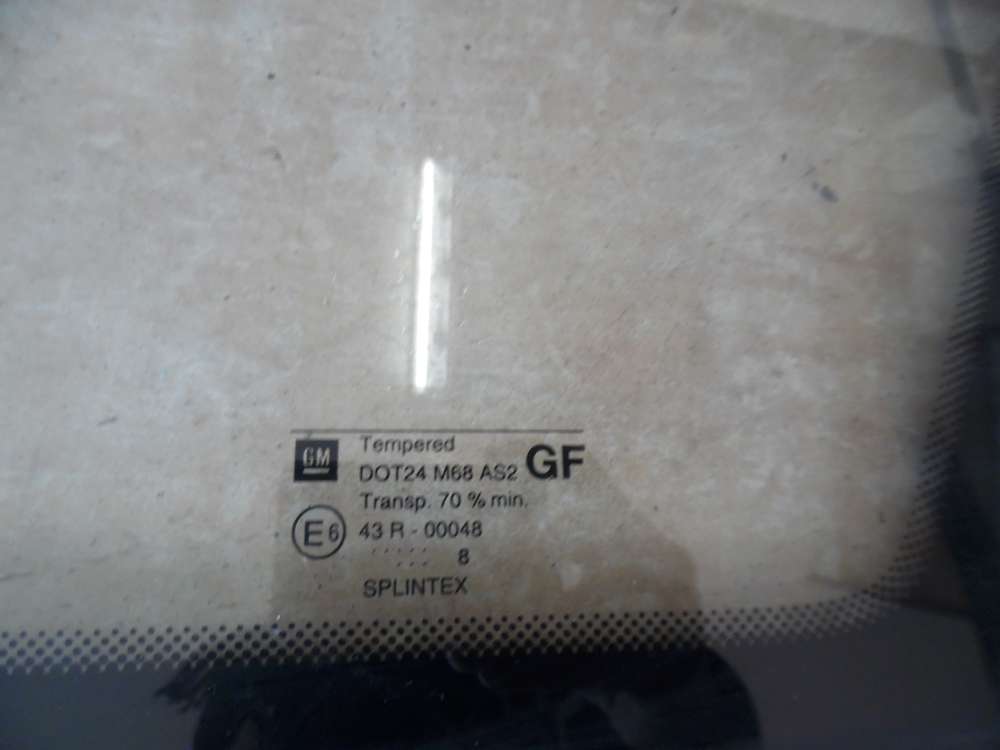 GM Tempered GF
DOT24 M68 AS2
Transp. 70 % min.
E6 43 R - 00048
..... ... 8
SPLINTEX